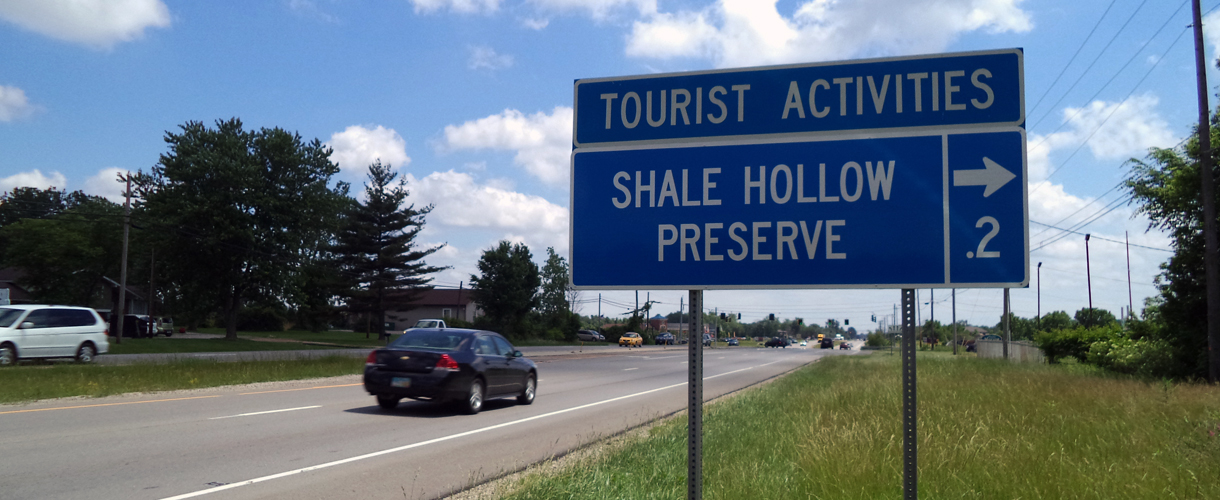 TOURIST ACTIVITIES
SHALE HOLLOW
PRESERVE
.2